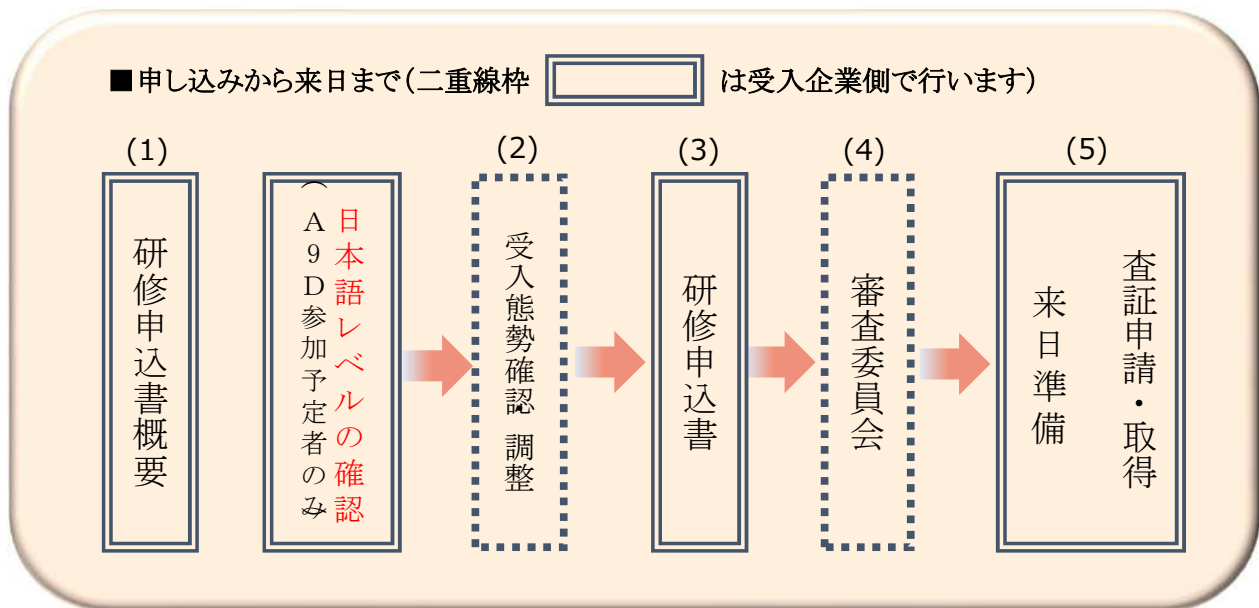 ■申し込みから来日まで(二重線枠 は受入企業側で行います)
(1)
研修申込書概要
日本語レベルの確認
(A9D参加予定者のみ)
(2)
受入態勢確認・調整
(3)
研修申込書
(4)
審査委員会
(5)
査証申請・取得
来日準備